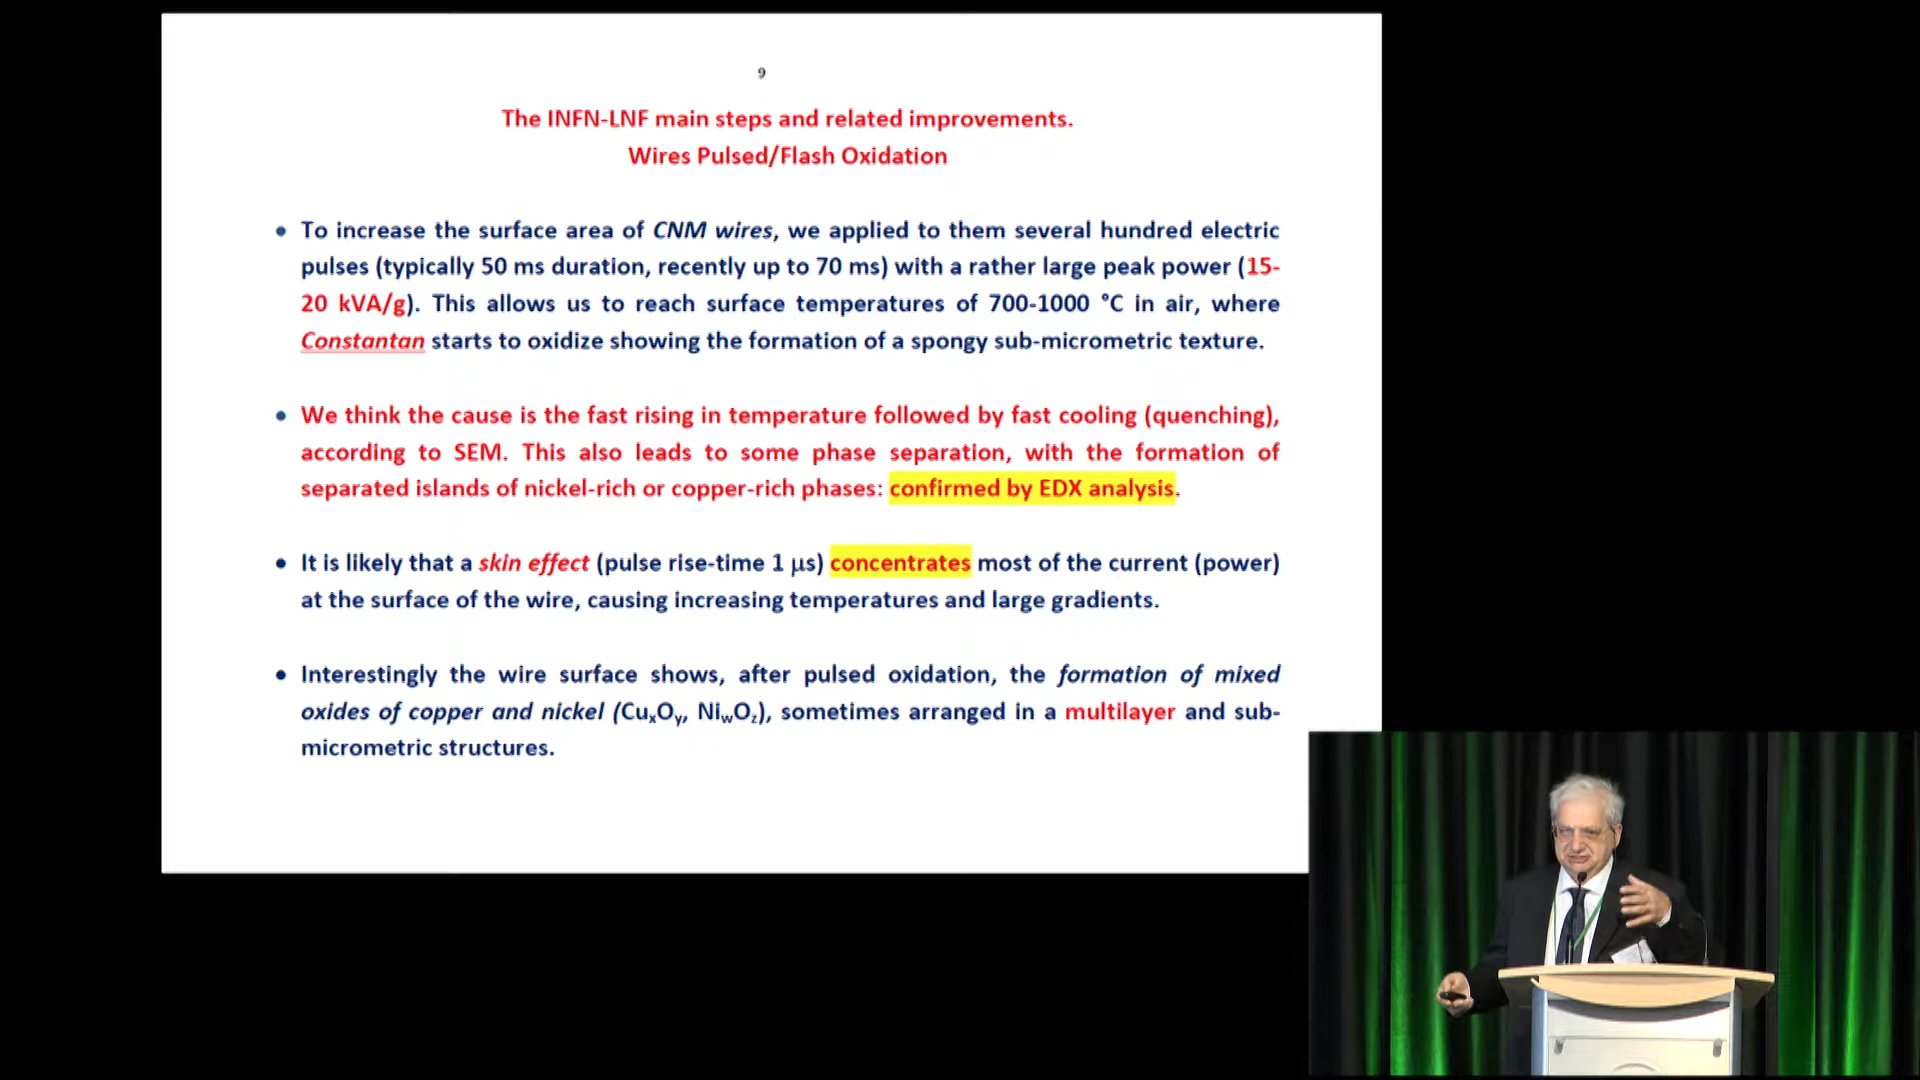 9
The INFN-LNF main steps and related improvements.
Wires Pulsed/Flash Oxidation
• To increase the surface area of CNM wires, we applied to them several hundred electric
pulses (typically 50 ms duration, recently up to 70 ms) with a rather large peak power (15-
20 kVA/g). This allows us to reach surface temperatures of 700-1000 °C in air, where
Constantan starts to oxidize showing the formation of a spongy sub-micrometric texture.
• We think the cause is the fast rising in temperature followed by fast cooling (quenching),
according to SEM. This also leads to some phase separation, with the formation of
separated islands of nickel-rich or copper-rich phases: confirmed by EDX analysis.
• It is likely that a skin effect (pulse rise-time 1 μs) concentrates most of the current (power)
at the surface of the wire, causing increasing temperatures and large gradients.
• Interestingly the wire surface shows, after pulsed oxidation, the formation of mixed
oxides of copper and nickel (CuxOy, NiwOz), sometimes arranged in a multilayer and sub-
micrometric structures.